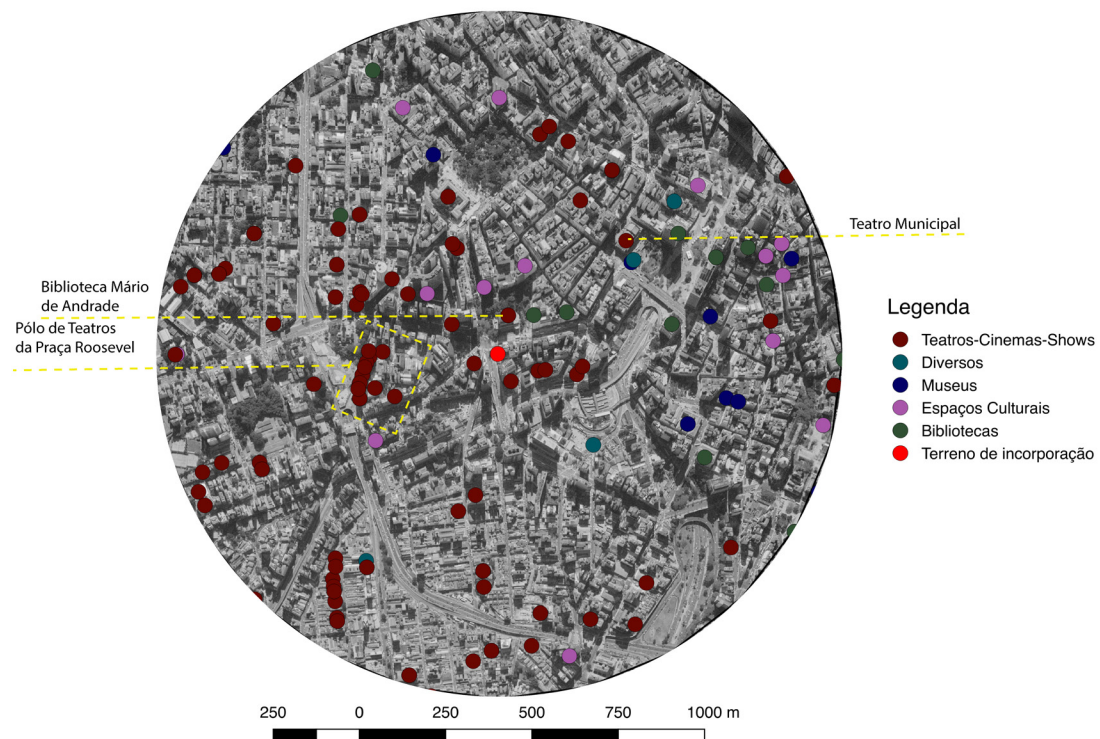 Teatro Municipal
Biblioteca Mário
de Andrade
Pólo de Teatros
da Praça Roosevel
Legenda
Teatros-Cinemas-Shows
Diversos
Museus
Espaços Culturais
Bibliotecas
Terreno de incorporação
250 0 250 500 750 1000 m